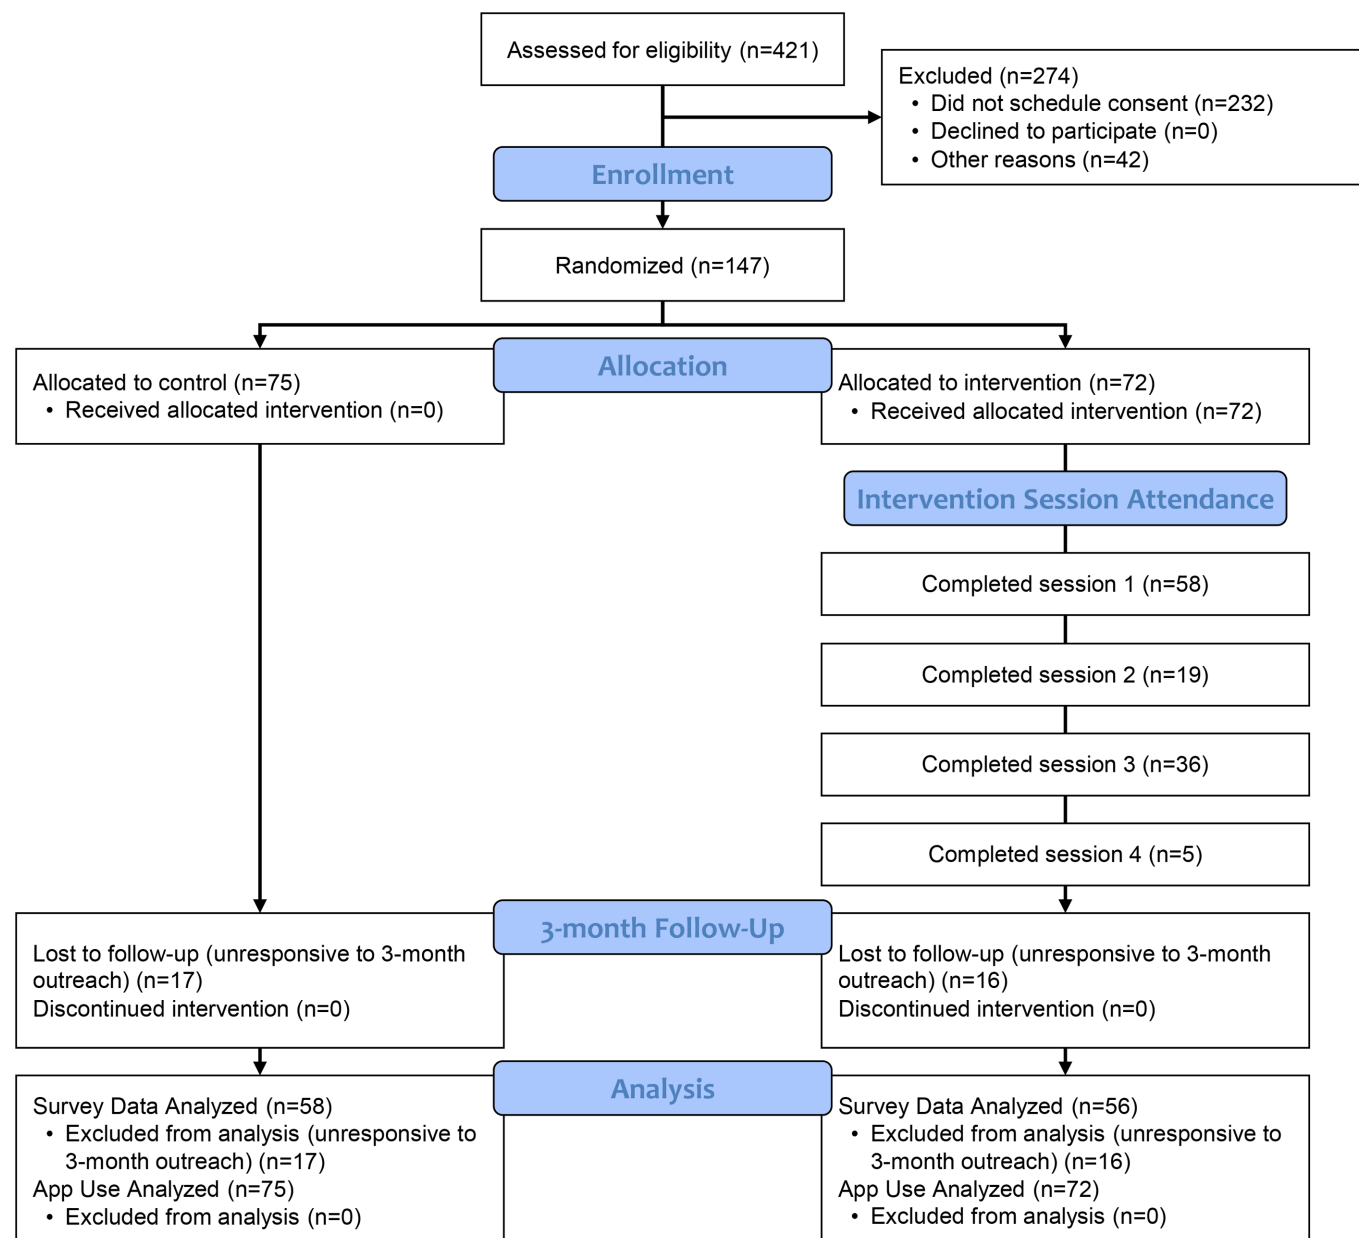 Assessed for eligibility (n=421)
Excluded (n=274)
• Did not schedule consent (n=232)
• Declined to participate (n=0)
• Other reasons (n=42)
Enrollment
Randomized (n=147)
Allocation
Allocated to control (n=75)
• Received allocated intervention (n=0)
Allocated to intervention (n=72)
• Received allocated intervention (n=72)
Intervention Session Attendance
Completed session 1 (n=58)
Completed session 2 (n=19)
Completed session 3 (n=36)
Completed session 4 (n=5)
3-month Follow-Up
Lost to follow-up (unresponsive to 3-month
outreach) (n=17)
Discontinued intervention (n=0)
Lost to follow-up (unresponsive to 3-month
outreach) (n=16)
Discontinued intervention (n=0)
Analysis
Survey Data Analyzed (n=58)
• Excluded from analysis (unresponsive to
3-month outreach) (n=17)
App Use Analyzed (n=75)
• Excluded from analysis (n=0)
Survey Data Analyzed (n=56)
• Excluded from analysis (unresponsive to
3-month outreach) (n=16)
App Use Analyzed (n=72)
• Excluded from analysis (n=0)